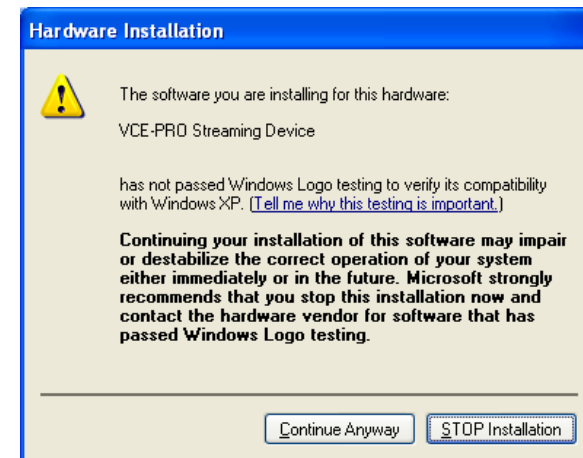 Hardware Installation
The software you are installing for this hardware:
VCE-PRO Streaming Device
has not passed Windows Logo testing to verify its compatibility
with Windows XP. (Tell me why this testing is important.)
Continuing your installation of this software may impair
or destabilize the correct operation of your system
either immediately or in the future. Microsoft strongly
recommends that you stop this installation now and
contact the hardware vendor for software that has
passed Windows Logo testing.
Continue Anyway STOP Installation